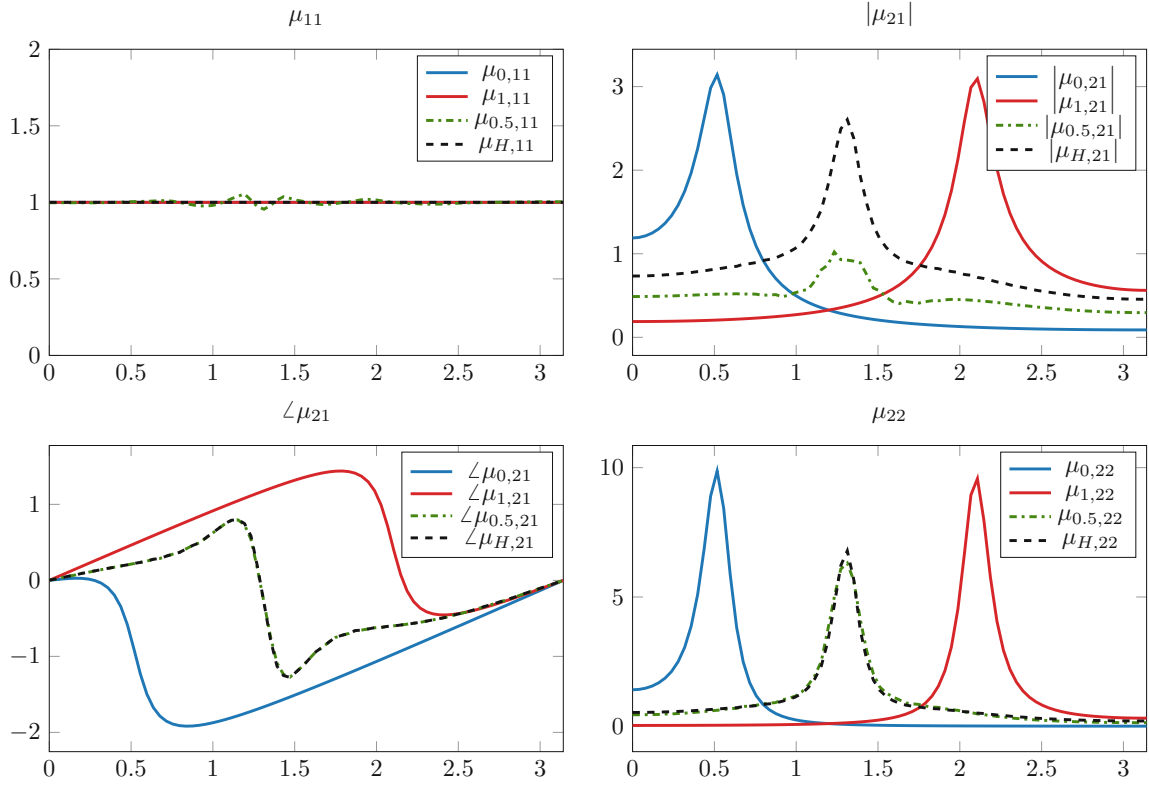 μ₁₁
2
1.5
1
0.5
0
0 0.5 1 1.5 2 2.5 3
μ₀,₁₁
μ₁,₁₁
μ₀.₅,₁₁
μ_H,₁₁
|μ₂₁|
3
2
1
0
0 0.5 1 1.5 2 2.5 3
|μ₀,₂₁|
|μ₁,₂₁|
|μ₀.₅,₂₁|
|μ_H,₂₁|
∠μ₂₁
1
0
−1
−2
0 0.5 1 1.5 2 2.5 3
∠μ₀,₂₁
∠μ₁,₂₁
∠μ₀.₅,₂₁
∠μ_H,₂₁
μ₂₂
10
5
0
0 0.5 1 1.5 2 2.5 3
μ₀,₂₂
μ₁,₂₂
μ₀.₅,₂₂
μ_H,₂₂